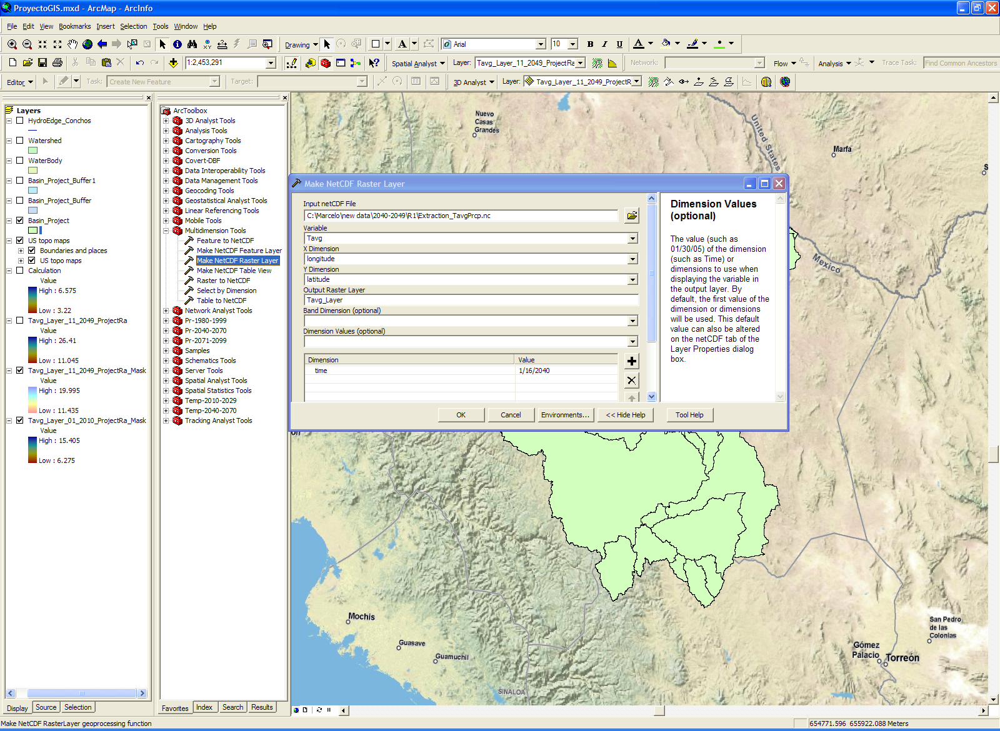 ProyectoGIS.mxd - ArcMap - ArcInfo
File Edit View Bookmarks Insert Selection Tools Window Help
Drawing A Arial 10 B I U A
1:2,453,291 Spatial Analyst Layer: Tavg_Layer_11_2049_ProjectRa Network: Flow Analysis Trace Task: Find Common Ancestors
Editor Task: Create New Feature Target: 3D Analyst Layer: Tavg_Layer_11_2049_ProjectR
Layers
HydroEdge_Conchos
Watershed
WaterBody
Basin_Project_Buffer1
Basin_Project_Buffer
Basin_Project
US topo maps
Boundaries and places
US topo maps
Calculation
Value
High : 6.575
Low : 3.22
Tavg_Layer_11_2049_ProjectRa
Value
High : 26.41
Low : 11.045
Tavg_Layer_11_2049_ProjectRa_Mask
Value
High : 19.995
Low : 11.435
Tavg_Layer_01_2010_ProjectRa_Mask
Value
High : 15.405
Low : 6.275
Display Source Selection
ArcToolbox
3D Analyst Tools
Analysis Tools
Cartography Tools
Conversion Tools
Covert-DBF
Data Interoperability Tools
Data Management Tools
Geocoding Tools
Geostatistical Analyst Tools
Linear Referencing Tools
Mobile Tools
Multidimension Tools
Feature to NetCDF
Make NetCDF Feature Layer
Make NetCDF Raster Layer
Make NetCDF Table View
Raster to NetCDF
Select by Dimension
Table to NetCDF
Network Analyst Tools
Pr-1980-1999
Pr-2040-2070
Pr-2071-2099
Samples
Schematics Tools
Server Tools
Spatial Analyst Tools
Spatial Statistics Tools
Temp-2010-2029
Temp-2040-2070
Tracking Analyst Tools
Favorites Index Search Results
Nuevo
Casas
Grandes
United States
Marfa
S
Mexico
Make NetCDF Raster Layer
Input netCDF File
C:\Marcelo\new data\2040-2049\R1\Extraction_TavgPrcp.nc
Variable
Tavg
X Dimension
longitude
Y Dimension
latitude
Output Raster Layer
Tavg_Layer
Band Dimension (optional)
Dimension Values (optional)
Dimension Value
time 1/16/2040
OK Cancel Environments... << Hide Help Tool Help
Dimension Values
(optional)
The value (such as
01/30/05) of the dimension
(such as Time) or
dimensions to use when
displaying the variable in
the output layer. By
default, the first value of the
dimension or dimensions
will be used. This default
value can also be altered
on the netCDF tab of the
Layer Properties dialog
box.
on
Mochis
Guasave
Guamuchil
SINALOA
San Pedro
de las
Colonias
Gómez
Palacio
Torreón
Make NetCDF RasterLayer geoprocessing function
654771.596 655922.088 Meters